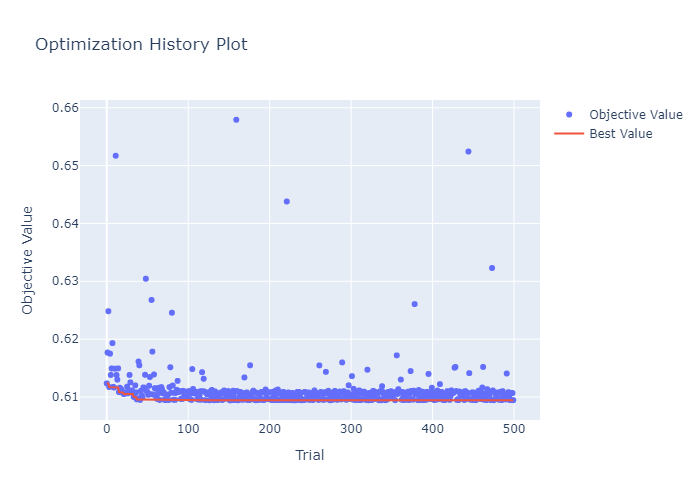 Optimization History Plot
Objective Value
Best Value
0.66
0.65
0.64
0.63
0.62
0.61
Objective Value
0
100
200
300
400
500
Trial